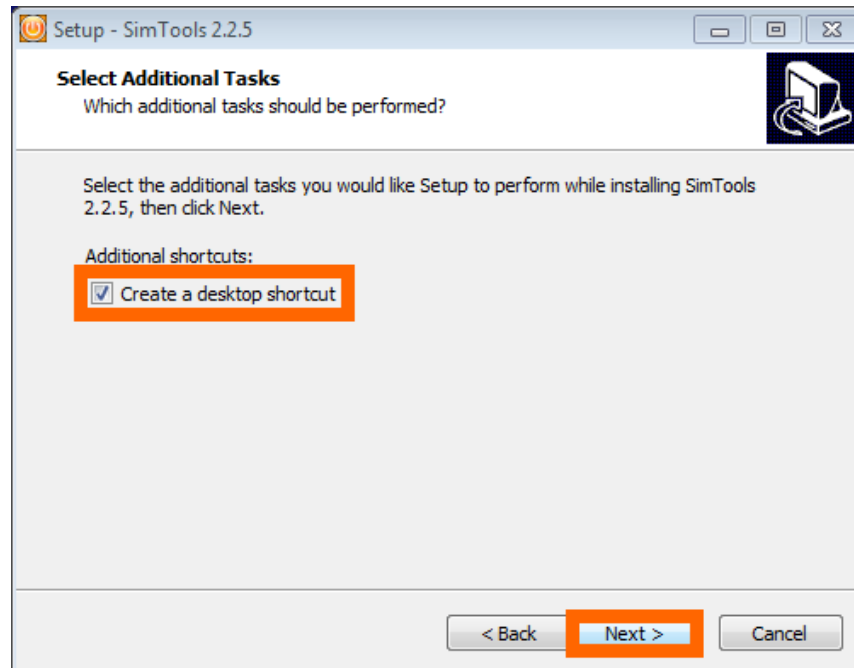 Setup - SimTools 2.2.5
Select Additional Tasks
Which additional tasks should be performed?
Select the additional tasks you would like Setup to perform while installing SimTools
2.2.5, then click Next.
Additional shortcuts:
Create a desktop shortcut
< Back Next > Cancel